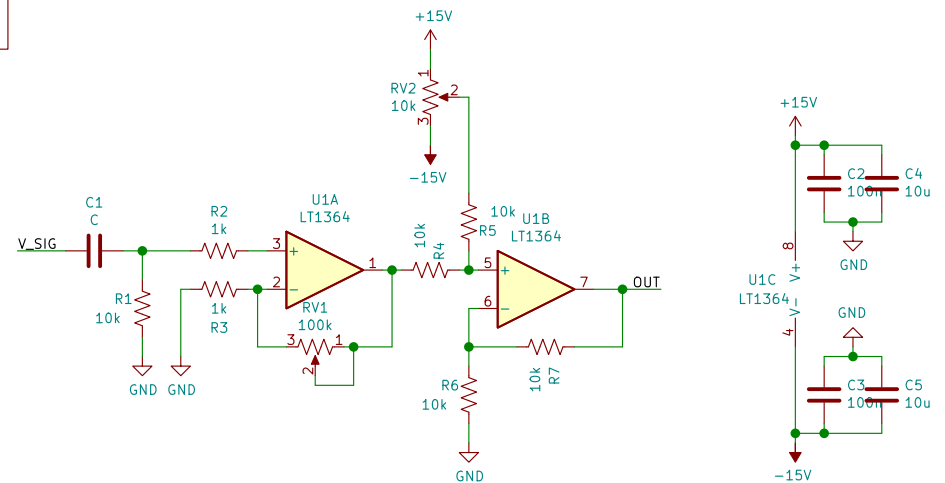 +15V
1
RV2
10k
2
3
-15V
V_SIG
C1
C
R1
10k
GND
R2
1k
1k
R3
GND
U1A
LT1364
3
+
2
-
1
RV1
100k
3
1
2
10k
R4
10k
R5
U1B
LT1364
5
+
6
-
7
OUT
10k
R7
R6
10k
GND
+15V
C2
100n
C4
10u
GND
8
V+
U1C
LT1364
V-
4
GND
C3
100n
C5
10u
-15V